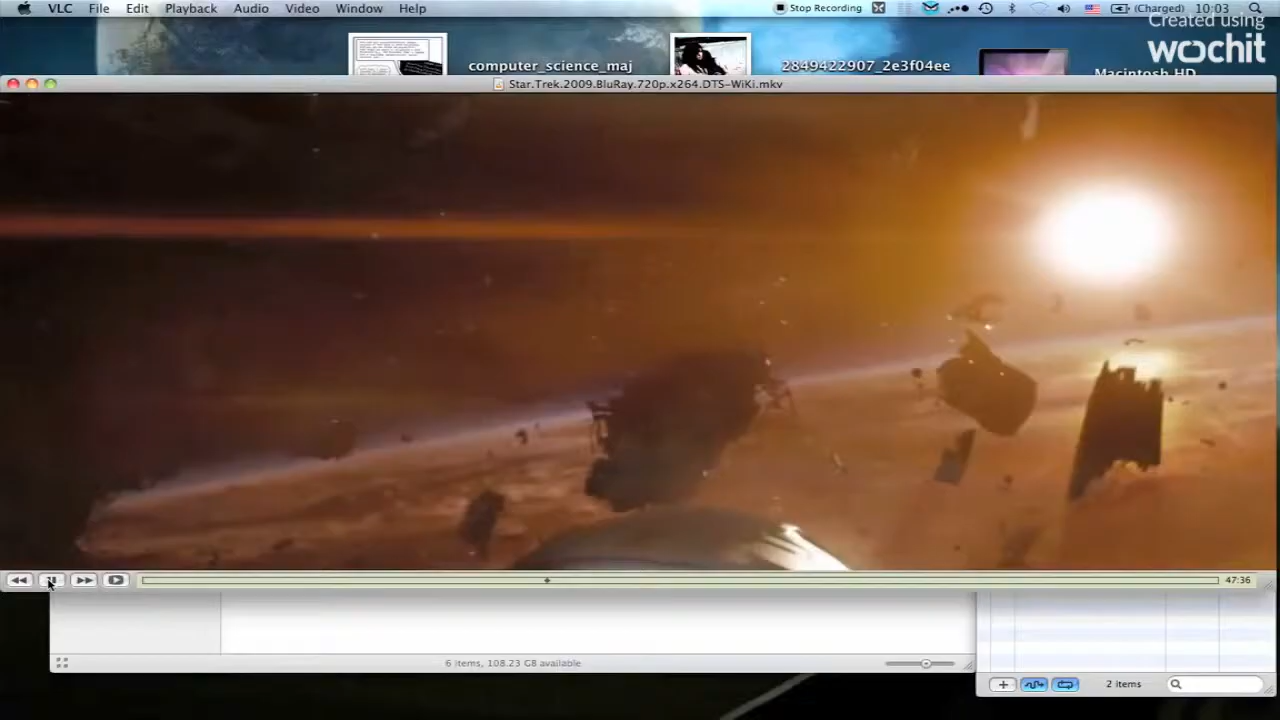 VLC File Edit Playback Audio Video Window Help Stop Recording (Charged) 10:03
Created using
wochit
computer_science_maj
2849422907_2e3f04ee
Macintosh HD
Star.Trek.2009.BluRay.720p.x264.DTS-WiKi.mkv
47:36
6 items, 108.23 GB available
2 items